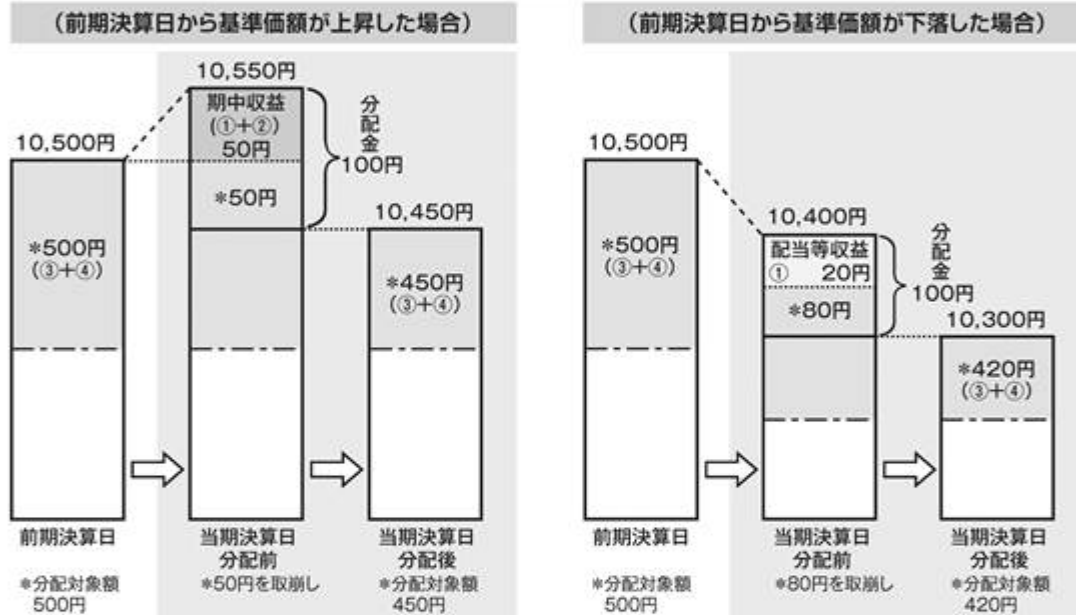 （前期決算日から基準価額が上昇した場合）
10,550円
期中収益
(①+②)
50円
*50円
分配金
100円
10,500円
*500円
(③+④)
10,450円
*450円
(③+④)
前期決算日
*分配対象額
500円
当期決算日
分配前
*50円を取崩し
当期決算日
分配後
*分配対象額
450円
（前期決算日から基準価額が下落した場合）
10,500円
*500円
(③+④)
10,400円
配当等収益
① 20円
*80円
分配金
100円
10,300円
*420円
(③+④)
前期決算日
*分配対象額
500円
当期決算日
分配前
*80円を取崩し
当期決算日
分配後
*分配対象額
420円